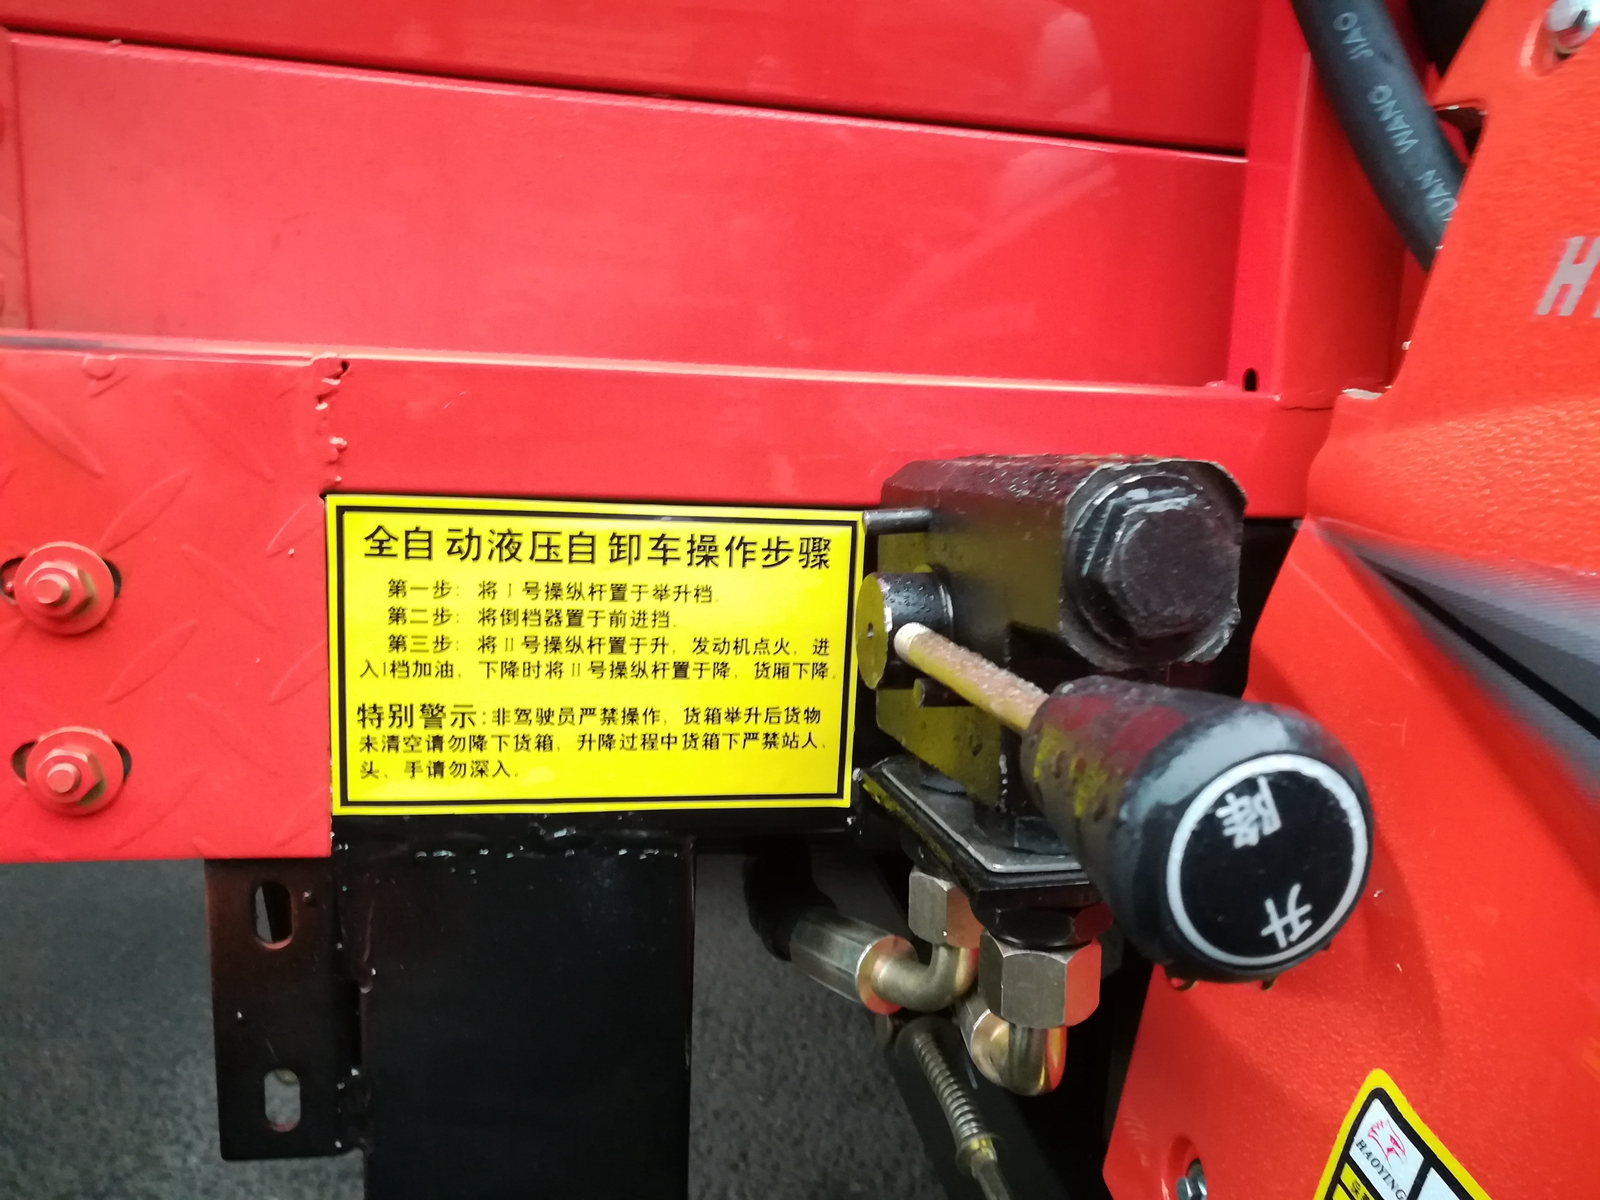 JIAO
WANG
UAN
H
全自动液压自卸车操作步骤
第一步：将Ⅰ号操纵杆置于举升档.
第二步：将倒档器置于前进挡.
第三步：将Ⅱ号操纵杆置于升，发动机点火，进
入Ⅰ档加油，下降时将Ⅱ号操纵杆置于降，货厢下降.
特别警示:非驾驶员严禁操作，货箱举升后货物
未清空请勿降下货箱，升降过程中货箱下严禁站人、
头、手请勿深入.
降
升
HAOYING